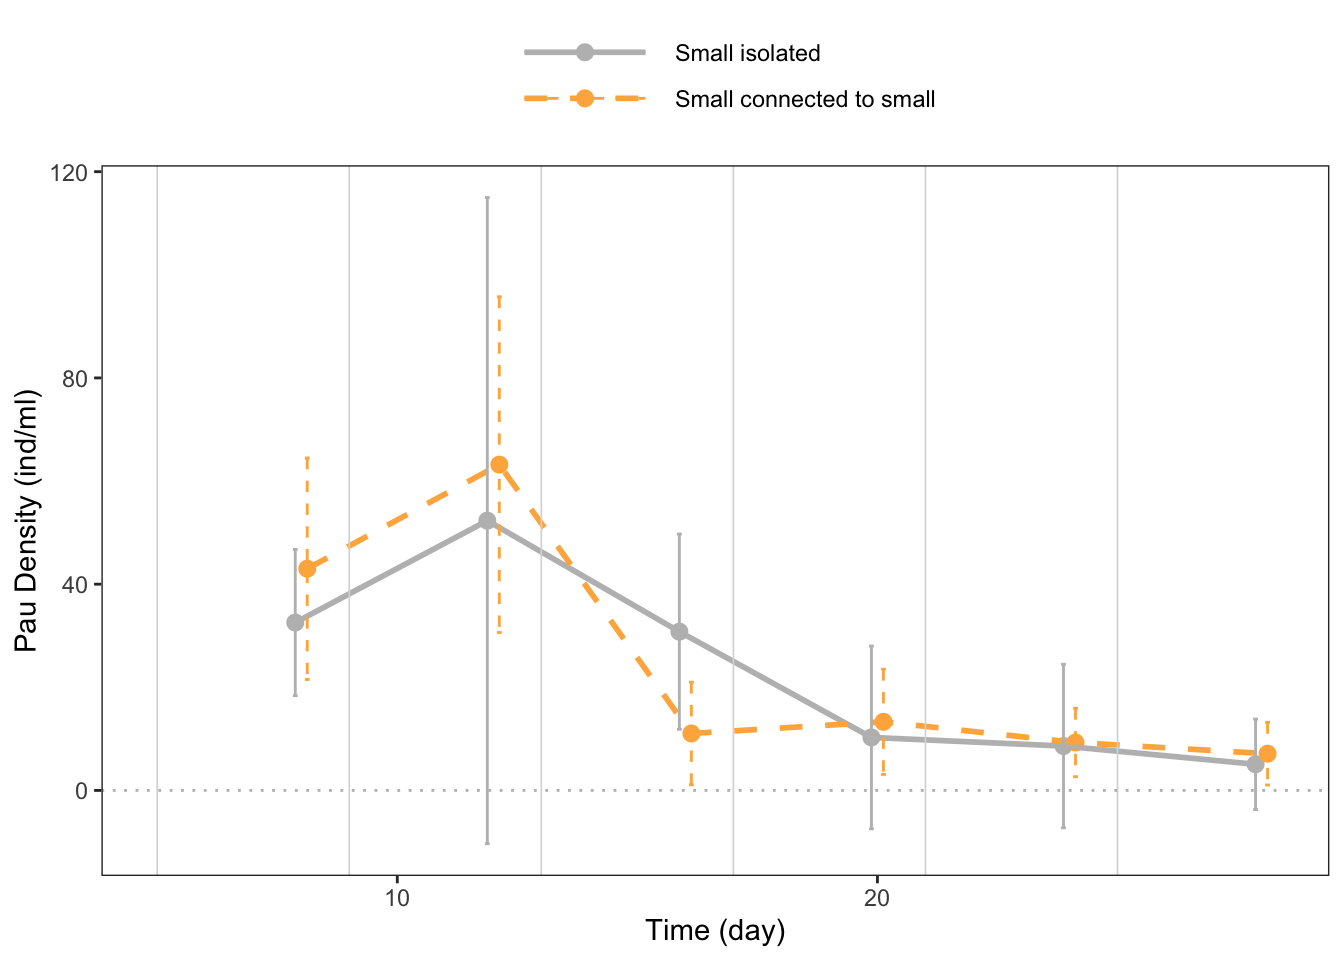 Small isolated
Small connected to small
120
80
40
0
Pau Density (ind/ml)
10 20
Time (day)